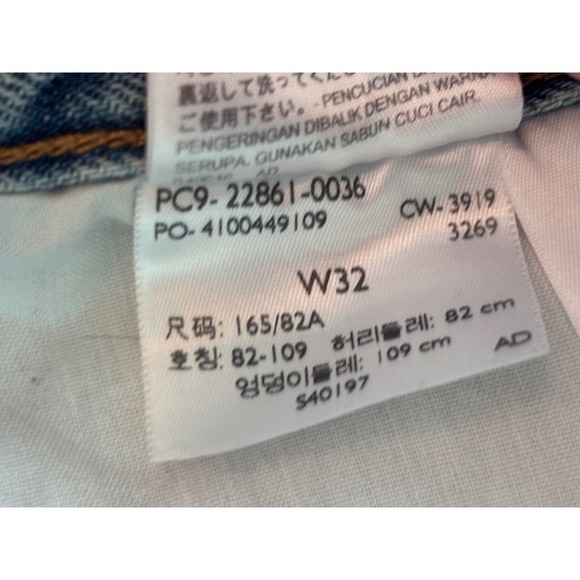 裏返して洗ってくだ
ご使用下さい。- PENCUCIAN D
PENGERINGAN DIBALIK DENGAN WARNA
SERUPA. GUNAKAN SABUN CUCI CAIR.
AD
PC9- 22861-0036
PO- 4100449109
CW- 3919
3269
W32
尺码: 165/82A
호칭: 82-109 허리둘레: 82 cm
엉덩이둘레: 109 cm
S40197
AD